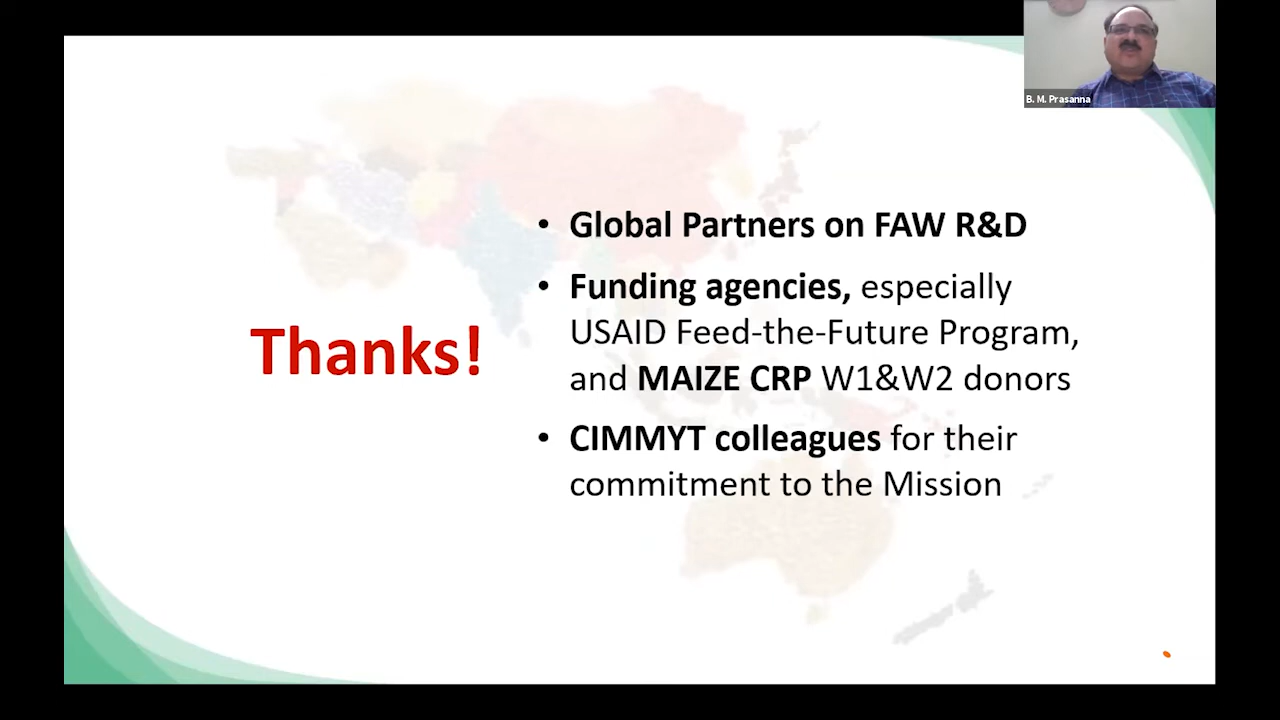 B. M. Prasanna
Thanks!
• Global Partners on FAW R&D
• Funding agencies, especially
USAID Feed-the-Future Program,
and MAIZE CRP W1&W2 donors
• CIMMYT colleagues for their
commitment to the Mission